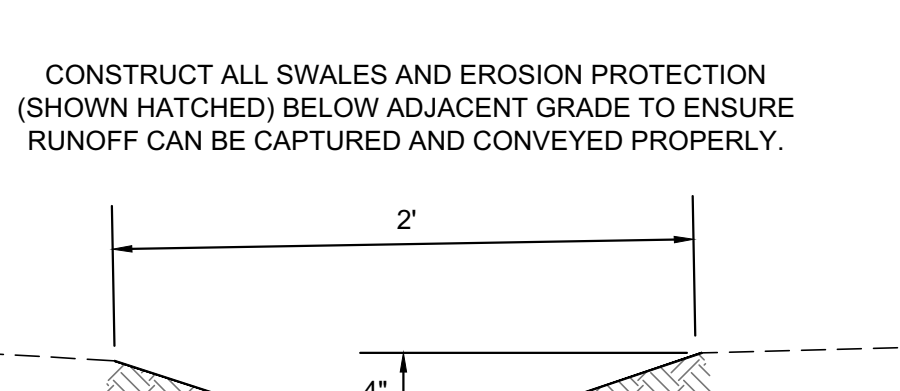 CONSTRUCT ALL SWALES AND EROSION PROTECTION
(SHOWN HATCHED) BELOW ADJACENT GRADE TO ENSURE
RUNOFF CAN BE CAPTURED AND CONVEYED PROPERLY.
2'
4"